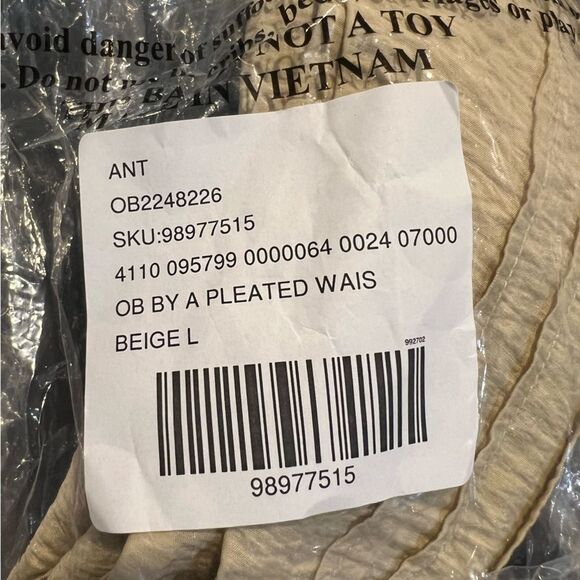 avoid danger of suffo
Do not
NOT A TOY
IN VIETNAM
ANT
OB2248226
SKU:98977515
4110 095799 0000064 0024 07000
OB BY A PLEATED WAIS
BEIGE L
992702
98977515